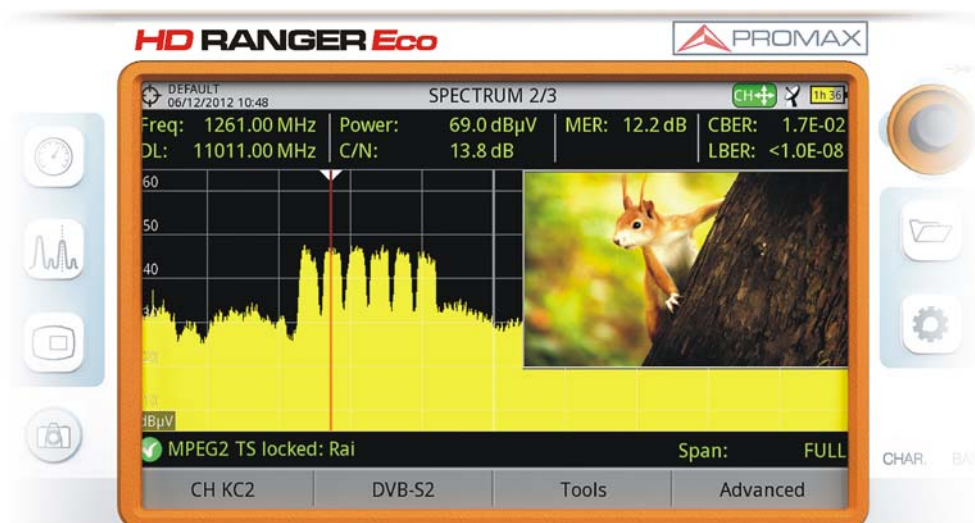 HD RANGER Eco
PROMAX
DEFAULT
06/12/2012 10:48
SPECTRUM 2/3
CH
1h 36
Freq: 1261.00 MHz
Power: 69.0 dBµV
MER: 12.2 dB
CBER: 1.7E-02
DL: 11011.00 MHz
C/N: 13.8 dB
LBER: <1.0E-08
60
50
40
dBµV
MPEG2 TS locked: Rai
Span: FULL
CHAR.
CH KC2
DVB-S2
Tools
Advanced